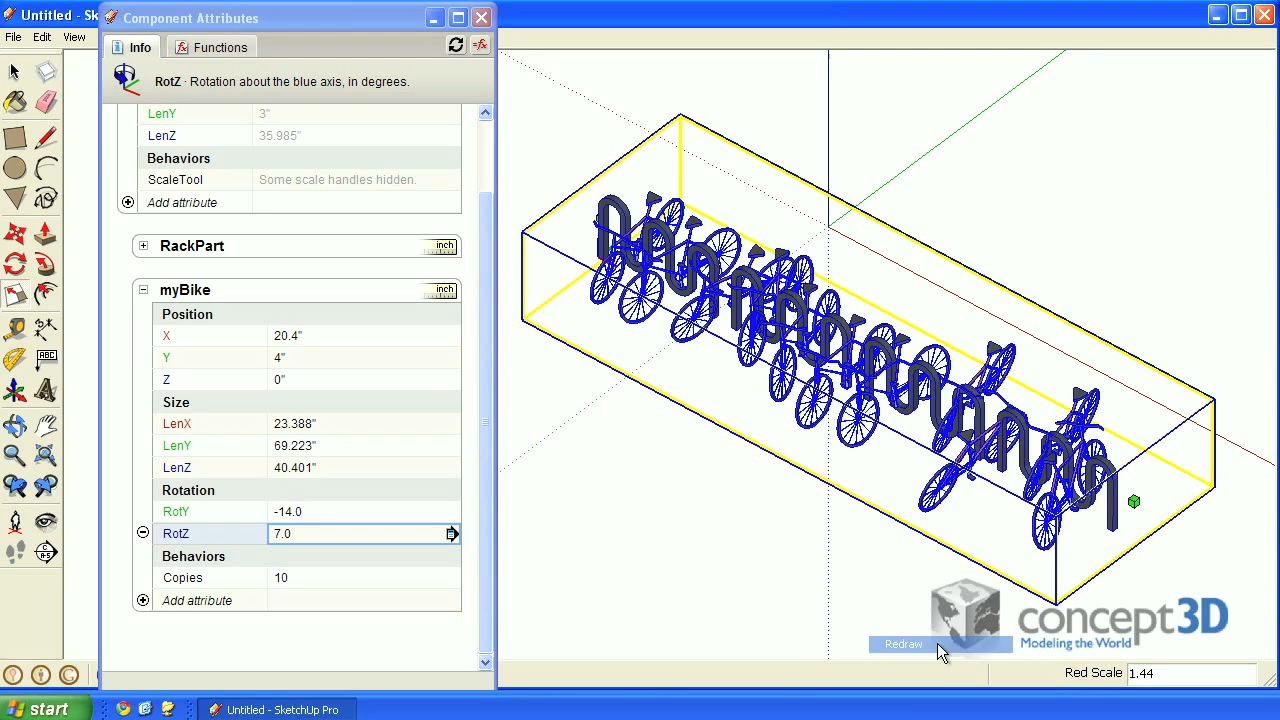 Untitled - Sk
Component Attributes
File Edit View
Info
Functions
=fx
RotZ · Rotation about the blue axis, in degrees.
LenY 3"
LenZ 35.985"
Behaviors
ScaleTool Some scale handles hidden.
Add attribute
RackPart inch
myBike inch
Position
X 20.4"
Y 4"
Z 0"
Size
LenX 23.388"
LenY 69.223"
LenZ 40.401"
Rotation
RotY -14.0
RotZ 7.0
Behaviors
Copies 10
Add attribute
concept3D
Modeling the World
Redraw
Red Scale 1.44
start
Untitled - SketchUp Pro